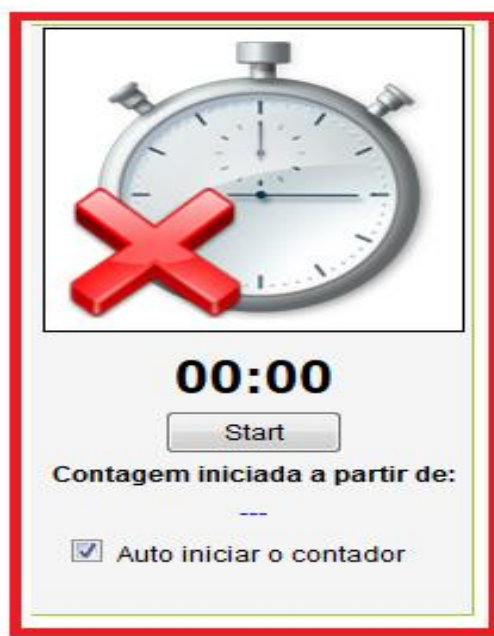 00:00
Start
Contagem iniciada a partir de:
---
Auto iniciar o contador